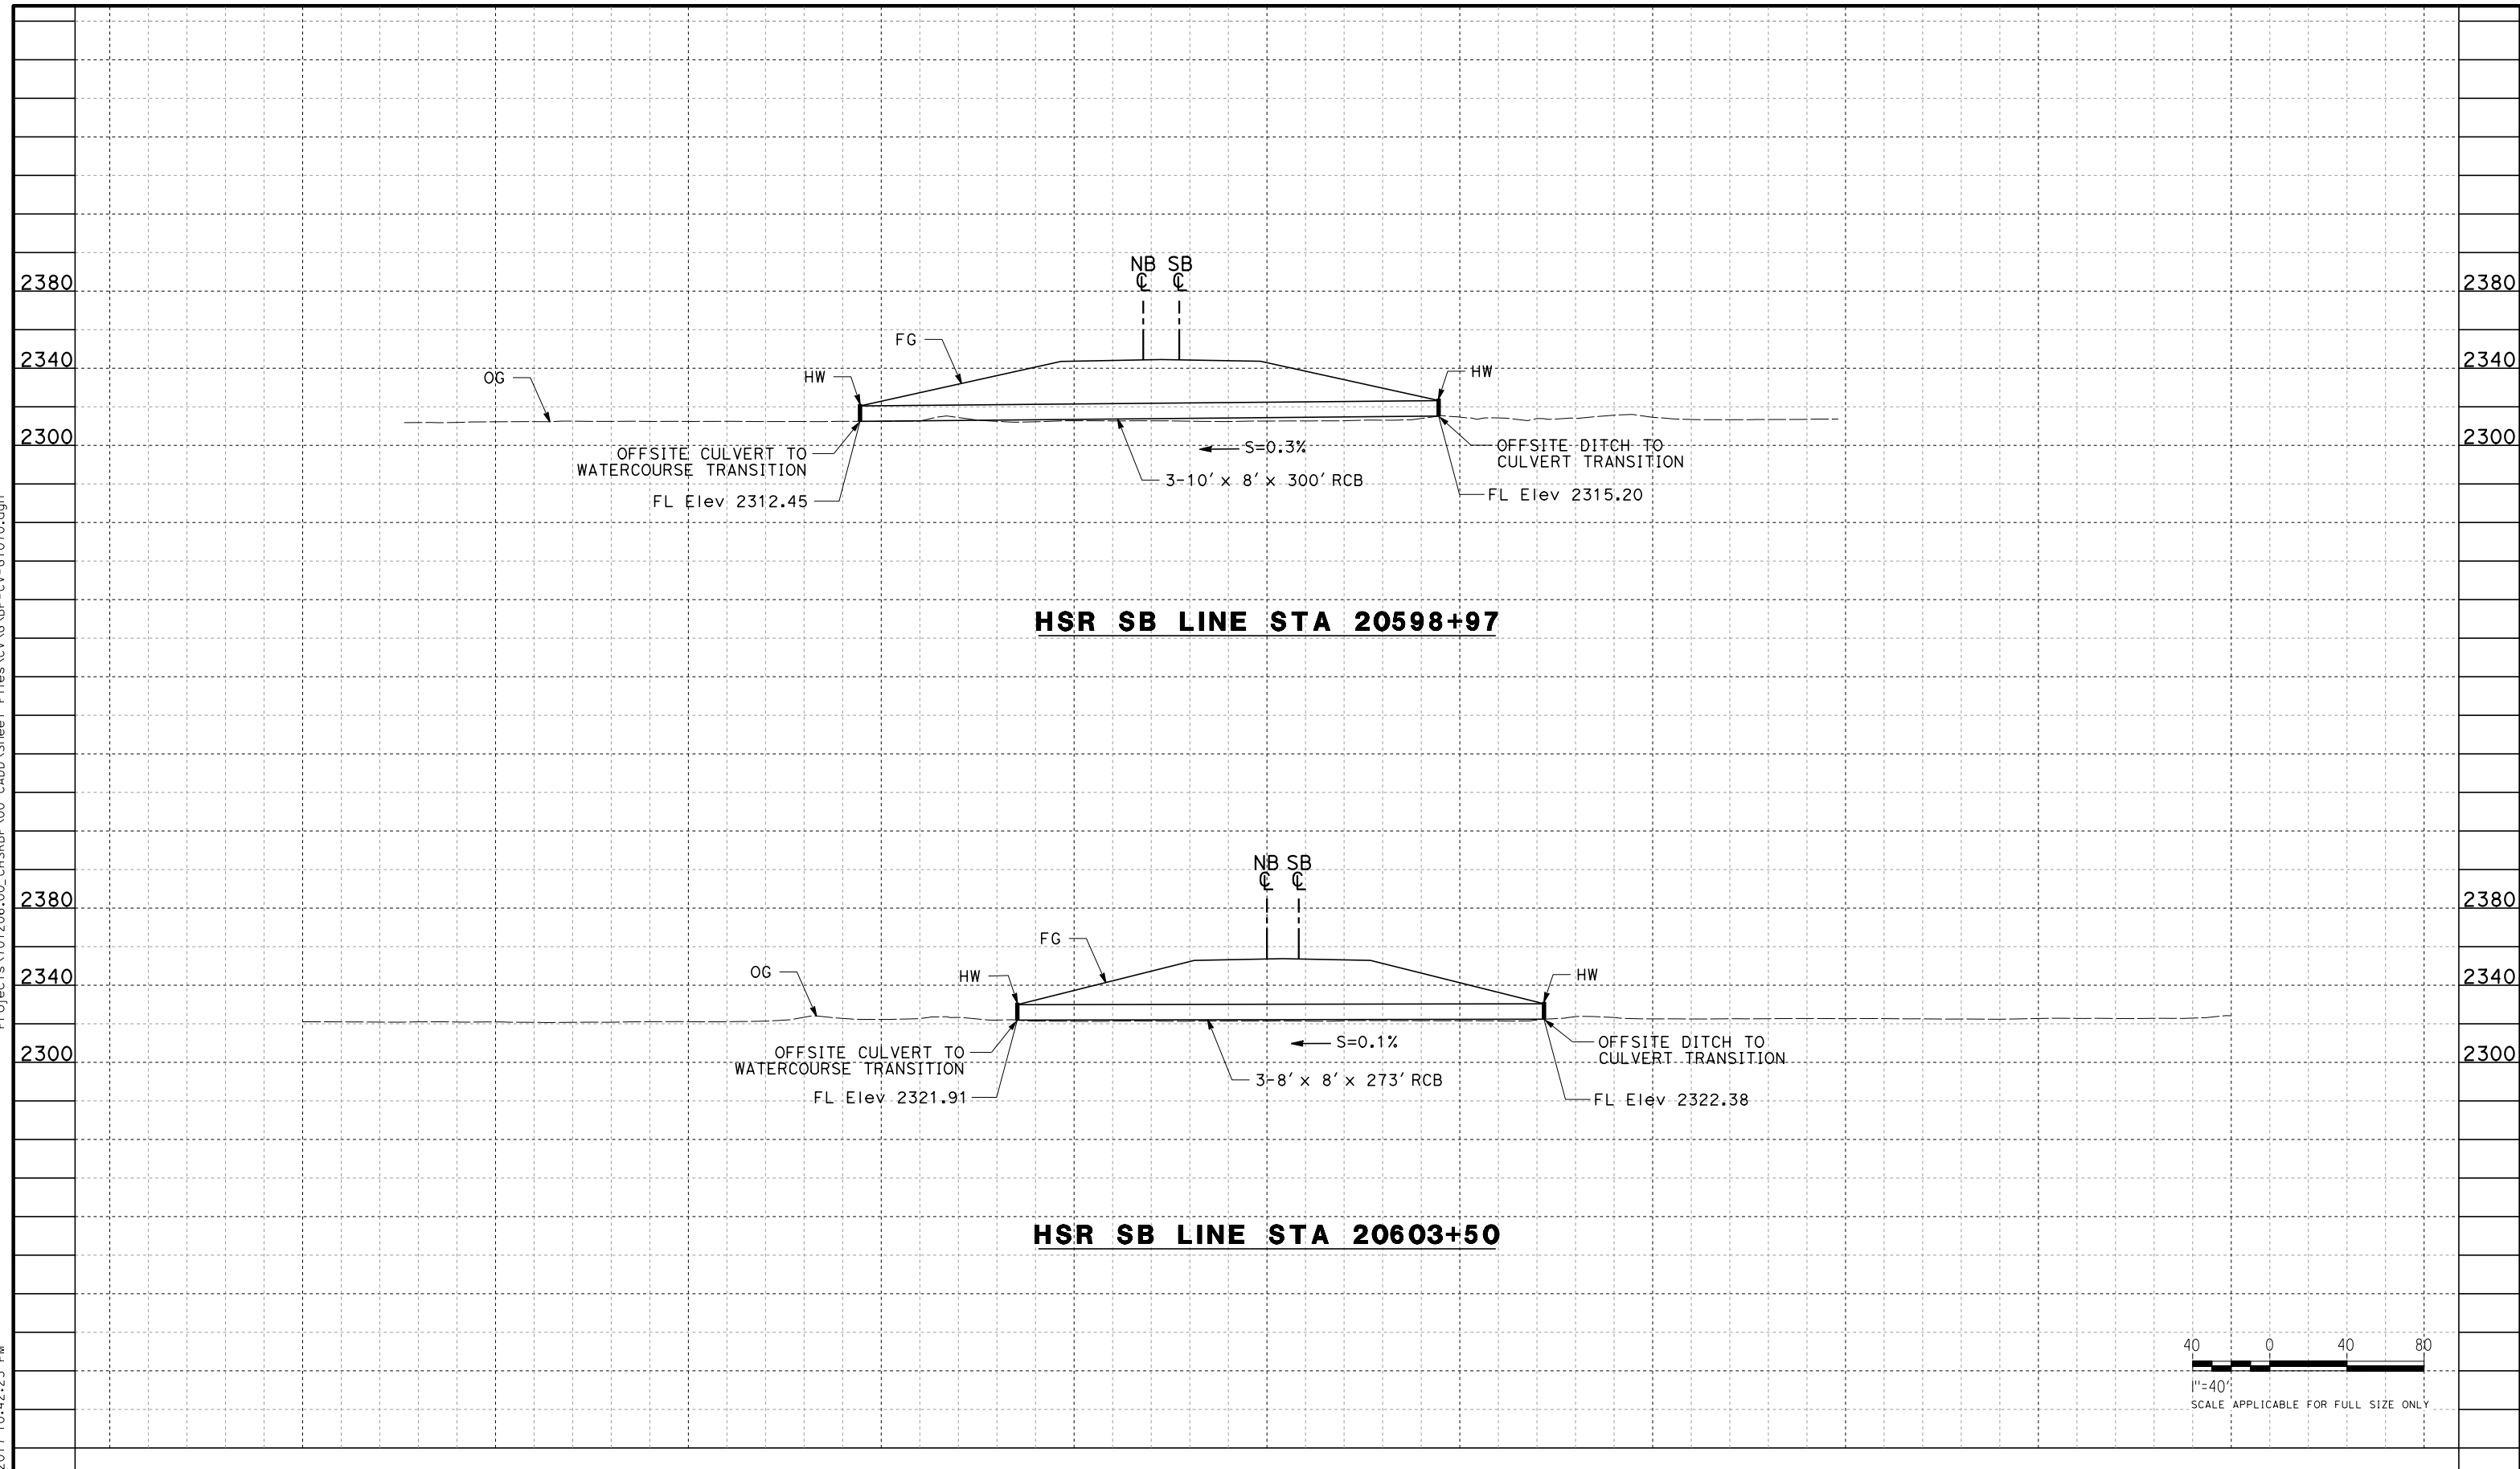 NB SB
℄ ℄
2380 2380
FG
2340 2340
HW HW
OG
2300 2300
OFFSITE CULVERT TO
WATERCOURSE TRANSITION
OFFSITE DITCH TO
CULVERT TRANSITION
S=0.3%
3-10' x 8' x 300' RCB
FL Elev 2312.45
FL Elev 2315.20
HSR SB LINE STA 20598+97
NB SB
℄ ℄
2380 2380
FG
OG
2340 2340
HW HW
S=0.1%
OFFSITE CULVERT TO
WATERCOURSE TRANSITION
OFFSITE DITCH TO
CULVERT TRANSITION
2300 2300
3-8' x 8' x 273' RCB
FL Elev 2321.91
FL Elev 2322.38
HSR SB LINE STA 20603+50
40 0 40 80
1"=40'
SCALE APPLICABLE FOR FULL SIZE ONLY